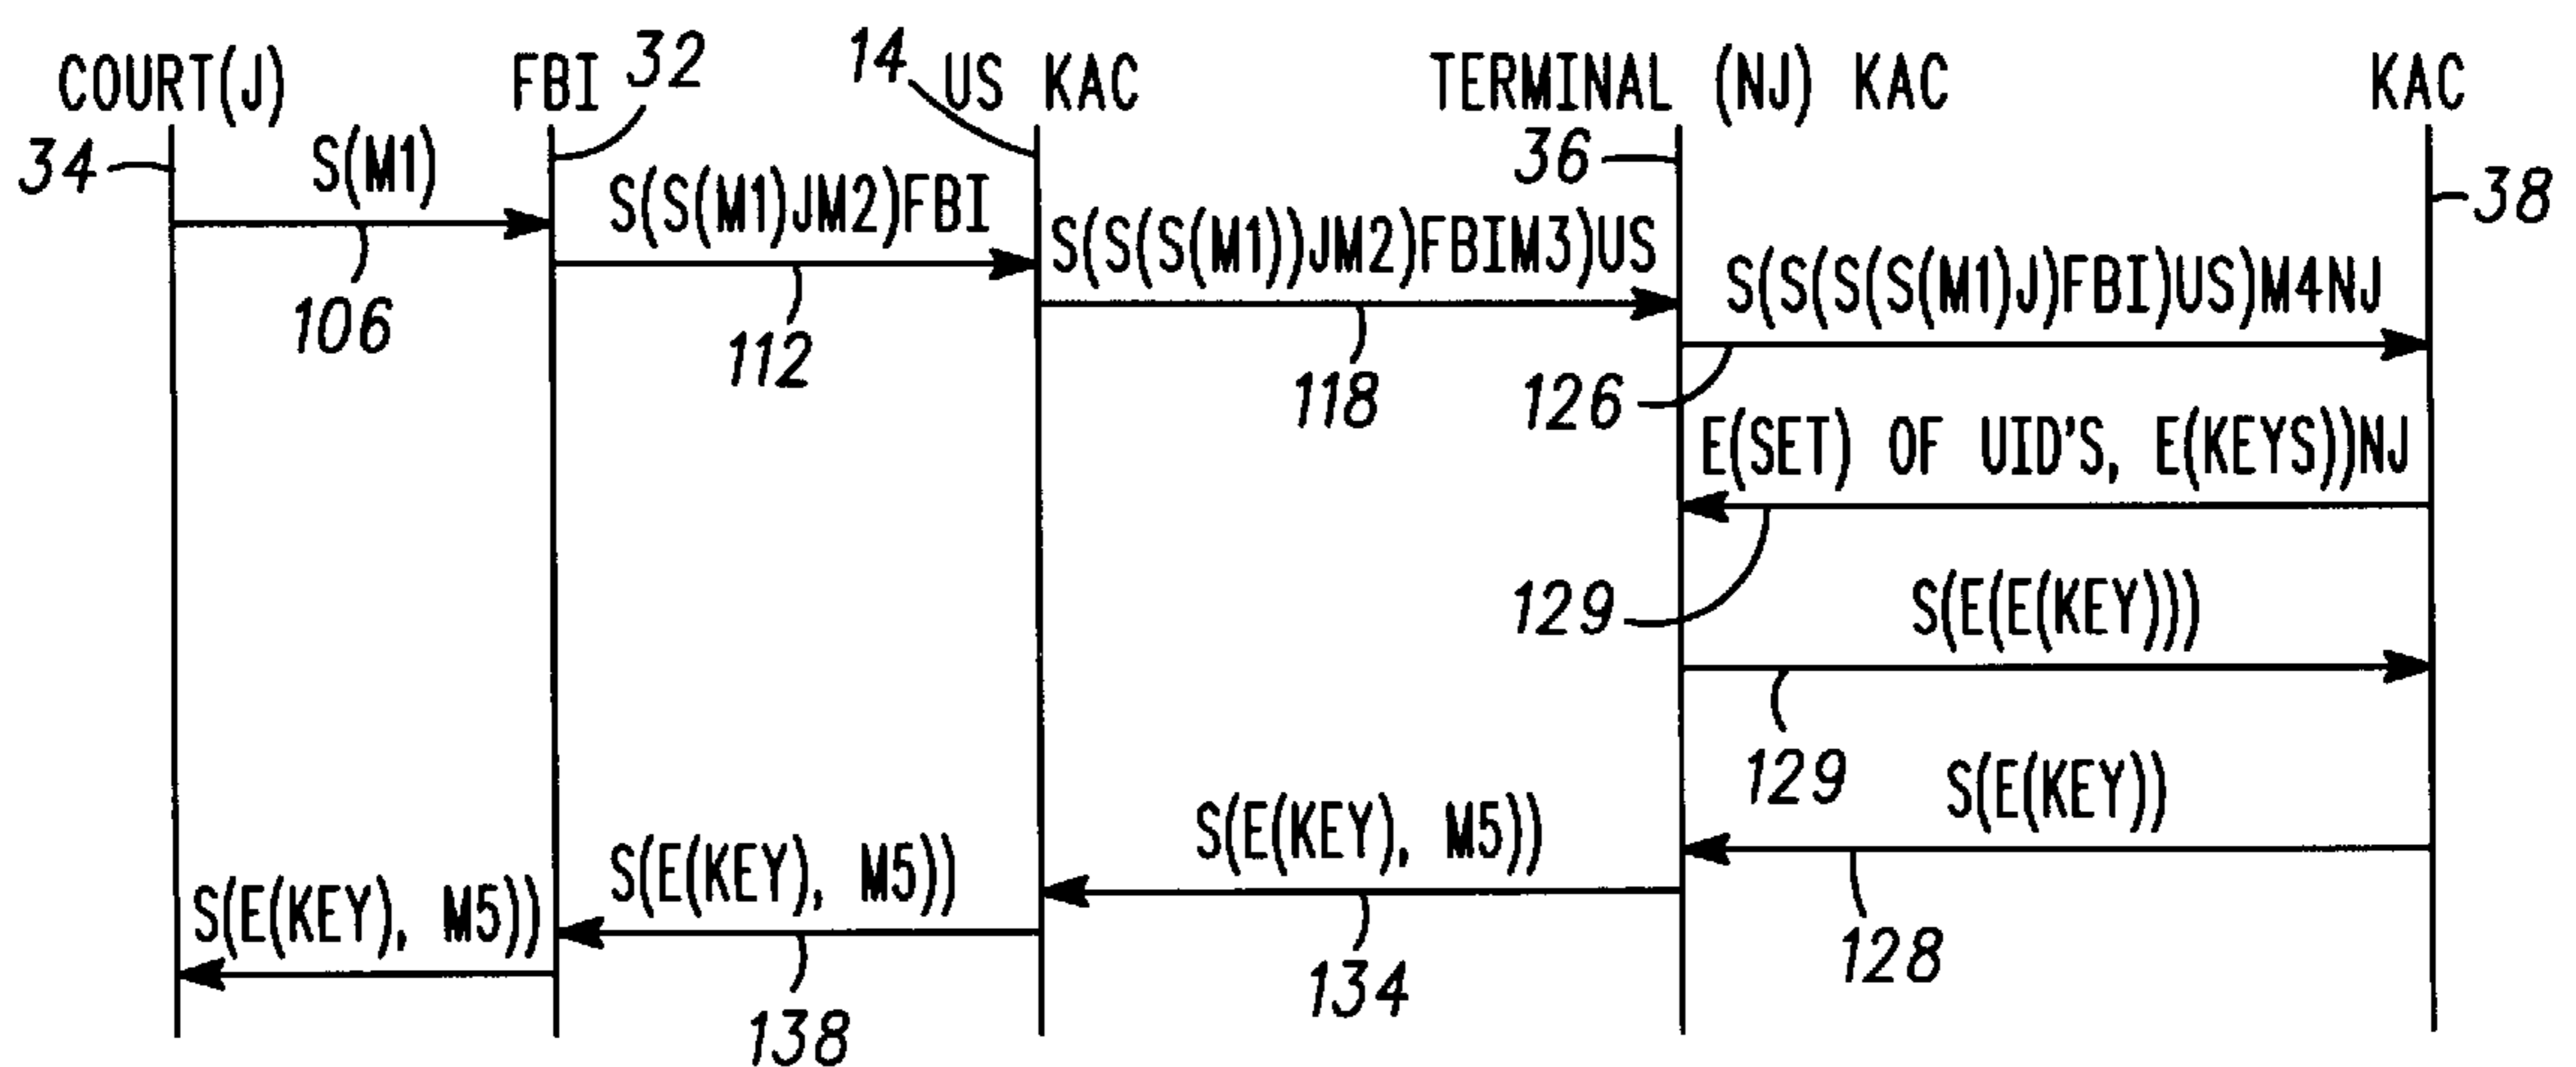 COURT(J) FBI 32 14 US KAC TERMINAL (NJ) KAC KAC
34 S(M1) 36 38
S(S(M1)JM2)FBI
S(S(S(M1))JM2)FBIM3)US
S(S(S(S(M1)J)FBI)US)M4NJ
106 112 118 126
E(SET) OF UID'S, E(KEYS))NJ
129 S(E(E(KEY)))
129 S(E(KEY))
S(E(KEY), M5))
S(E(KEY), M5))
S(E(KEY), M5))
128
134
138